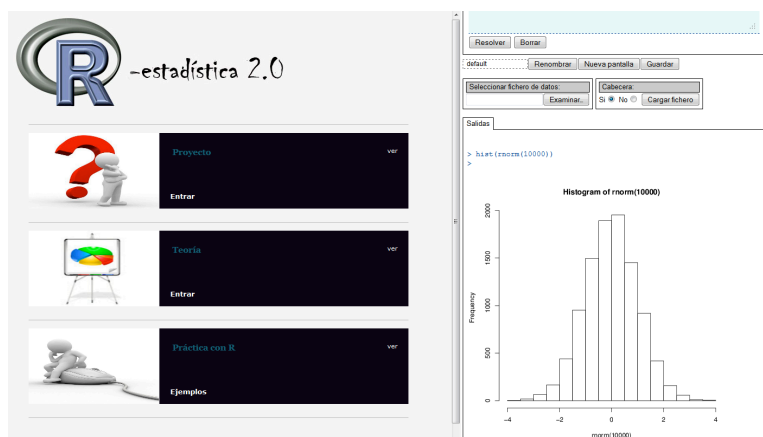 R -estadística 2.0
Proyecto
ver
Entrar
Teoría
ver
Entrar
Práctica con R
ver
Ejemplos
Resolver Borrar
default Renombrar Nueva pantalla Guardar
Seleccionar fichero de datos:
Examinar..
Cabecera:
Si No Cargar fichero
Salidas
> hist(rnorm(10000))
>
Histogram of rnorm(10000)
Frequency
2000
1500
1000
500
0
-4 -2 0 2 4
rnorm(10000)